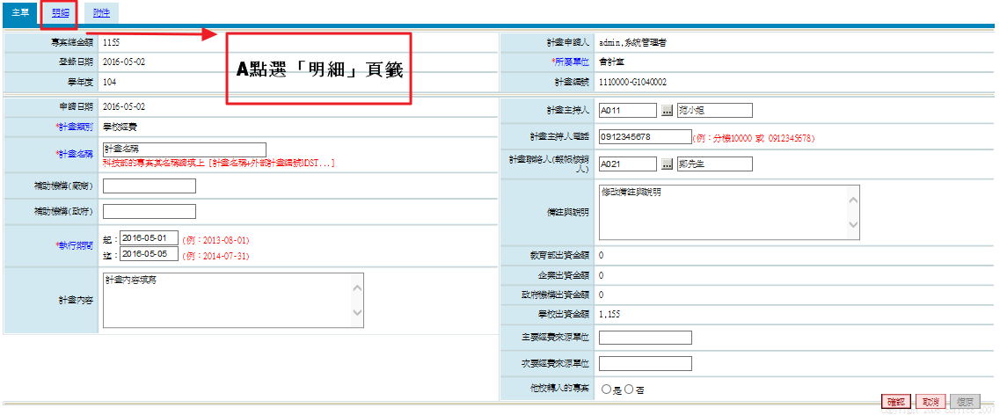 主單 明細 附件
A點選「明細」頁籤
專案總金額 1155
登錄日期 2016-05-02
學年度 104
申請日期 2016-05-02
*計畫類別 學校經費
*計畫名稱 計畫名稱
科技部的專案其名稱請填上 [計畫名稱+外部計畫編號MOST...]
補助機構(廠商)
補助機構(政府)
*執行期間 起：2016-05-01 (例：2013-08-01)
迄：2016-05-05 (例：2014-07-31)
計畫內容 計畫內容填寫
計畫申請人 admin,系統管理者
*所屬單位 會計室
計畫編號 1110000-G1040002
計畫主持人 A011 ... 范小姐
計畫主持人電話 0912345678 (例：分機10000 或 0912345678)
計畫聯絡人(報帳核銷
人) A021 ... 鄭先生
備註與說明 修改備註與說明
教育部出資金額 0
企業出資金額 0
政府機構出資金額 0
學校出資金額 1,155
主要經費來源單位
次要經費來源單位
他校轉入的專案 是 否
確認 取消 復原